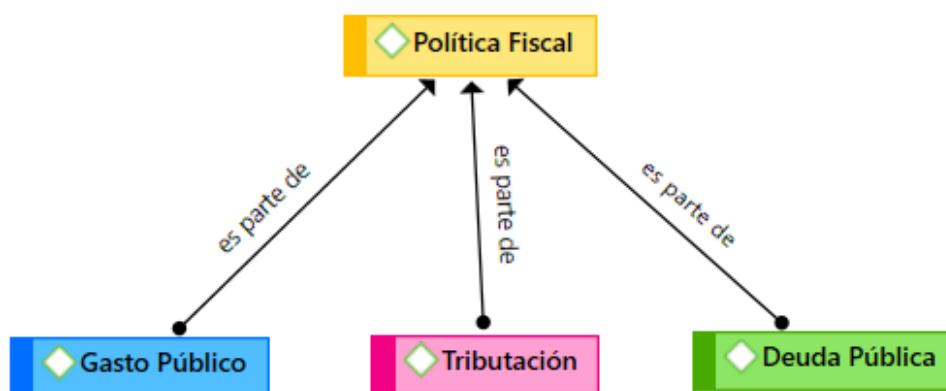 Política Fiscal
es parte de
es parte de
es parte de
Gasto Público
Tributación
Deuda Pública